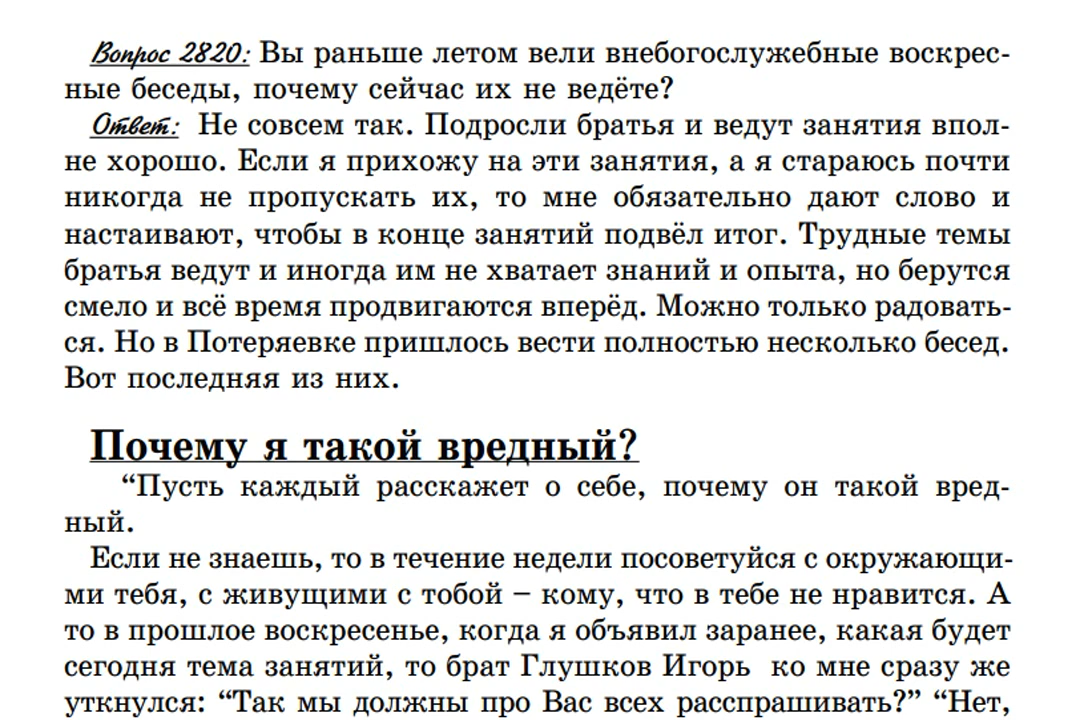 Вопрос 2820: Вы раньше летом вели внебогослужебные воскрес-
ные беседы, почему сейчас их не ведёте?
Ответ: Не совсем так. Подросли братья и ведут занятия впол-
не хорошо. Если я прихожу на эти занятия, а я стараюсь почти
никогда не пропускать их, то мне обязательно дают слово и
настаивают, чтобы в конце занятий подвёл итог. Трудные темы
братья ведут и иногда им не хватает знаний и опыта, но берутся
смело и всё время продвигаются вперёд. Можно только радовать-
ся. Но в Потеряевке пришлось вести полностью несколько бесед.
Вот последняя из них.
Почему я такой вредный?
“Пусть каждый расскажет о себе, почему он такой вред-
ный.
Если не знаешь, то в течение недели посоветуйся с окружающи-
ми тебя, с живущими с тобой – кому, что в тебе не нравится. А
то в прошлое воскресенье, когда я объявил заранее, какая будет
сегодня тема занятий, то брат Глушков Игорь ко мне сразу же
уткнулся: “Так мы должны про Вас всех расспрашивать?” “Нет,